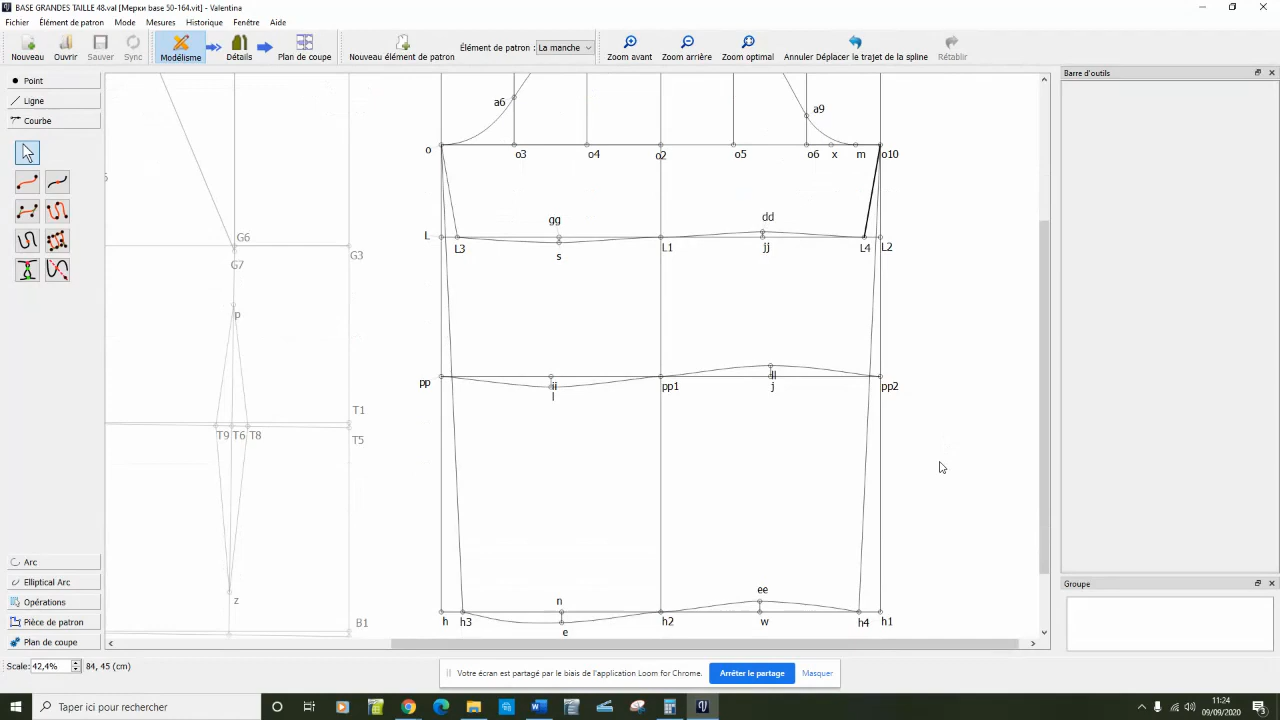 BASE GRANDES TAILLE 48.val [Мерки base 50-164.vit] - Valentina
Fichier Élément de patron Mode Mesures Historique Fenêtre Aide
Nouveau Ouvrir Sauver Sync Modélisme Détails Plan de coupe Nouveau élément de patron Élément de patron: La manche Zoom avant Zoom arrière Zoom optimal Annuler Déplacer le trajet de la spline Rétablir
Point
Ligne
Courbe
Barre d'outils
a6 a9
o o3 o4 o2 o5 o6 x m o10
gg dd
L L3 s L1 jj L4 L2
G6 G3
G7
p
pp ii l pp1 ll j pp2
T1
T9 T6 T8 T5
z
n ee
h h3 e h2 w h4 h1
B1
Arc
Elliptical Arc
Opérations
Pièce de patron
Plan de coupe
Groupe
Scale: 42,4% 84, 45 (cm)
Votre écran est partagé par le biais de l'application Loom for Chrome. Arrêter le partage Masquer
Taper ici pour rechercher
11:24
09/09/2020